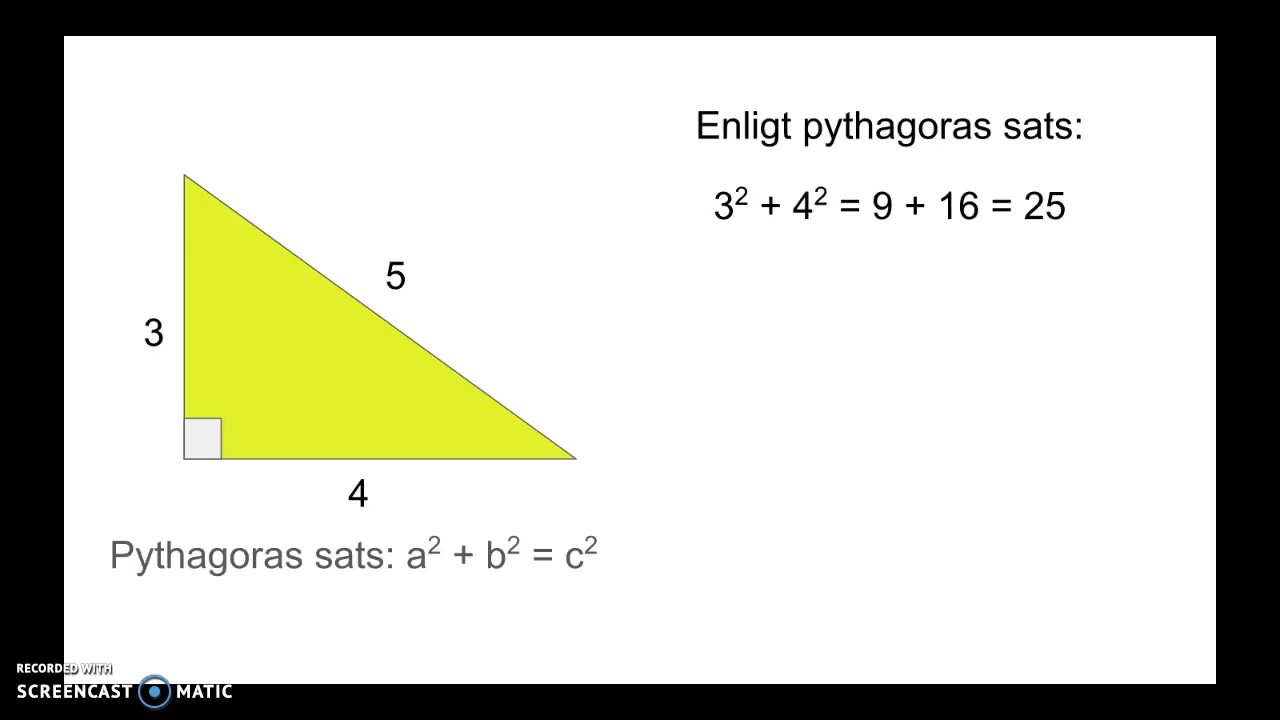 Enligt pythagoras sats:
3² + 4² = 9 + 16 = 25
5
3
4
Pythagoras sats: a² + b² = c²
RECORDED WITH
SCREENCAST MATIC